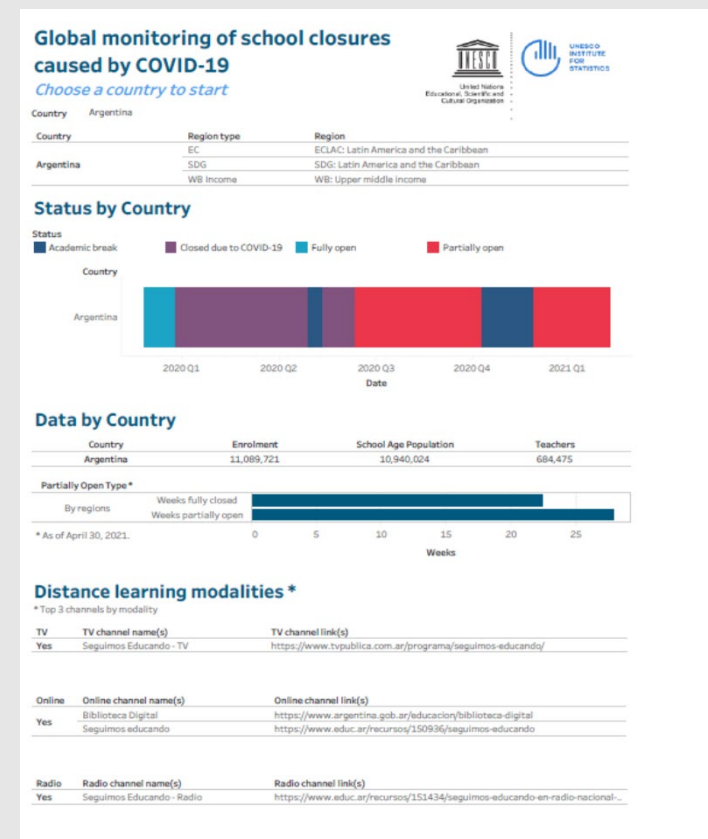 Global monitoring of school closures
caused by COVID-19
Choose a country to start
UNESCO
United Nations
Educational, Scientific and
Cultural Organization
UNESCO
INSTITUTE
FOR
STATISTICS
Country Argentina
Country Region type Region
EC ECLAC: Latin America and the Caribbean
Argentina SDG SDG: Latin America and the Caribbean
WB Income WB: Upper middle income
Status by Country
Status
Academic break Closed due to COVID-19 Fully open Partially open
Country
Argentina
2020 Q1 2020 Q2 2020 Q3 2020 Q4 2021 Q1
Date
Data by Country
Country Enrolment School Age Population Teachers
Argentina 11,089,721 10,940,024 684,475
Partially Open Type*
By regions
Weeks fully closed
Weeks partially open
* As of April 30, 2021.
0 5 10 15 20 25
Weeks
Distance learning modalities *
* Top 3 channels by modality
TV TV channel name(s) TV channel link(s)
Yes Seguimos Educando - TV https://www.tvpublica.com.ar/programa/seguimos-educando/
Online Online channel name(s) Online channel link(s)
Yes
Biblioteca Digital https://www.argentina.gob.ar/educacion/biblioteca-digital
Seguimos educando https://www.educ.ar/recursos/150936/seguimos-educando
Radio Radio channel name(s) Radio channel link(s)
Yes Seguimos Educando - Radio https://www.educ.ar/recursos/151434/seguimos-educando-en-radio-nacional-..